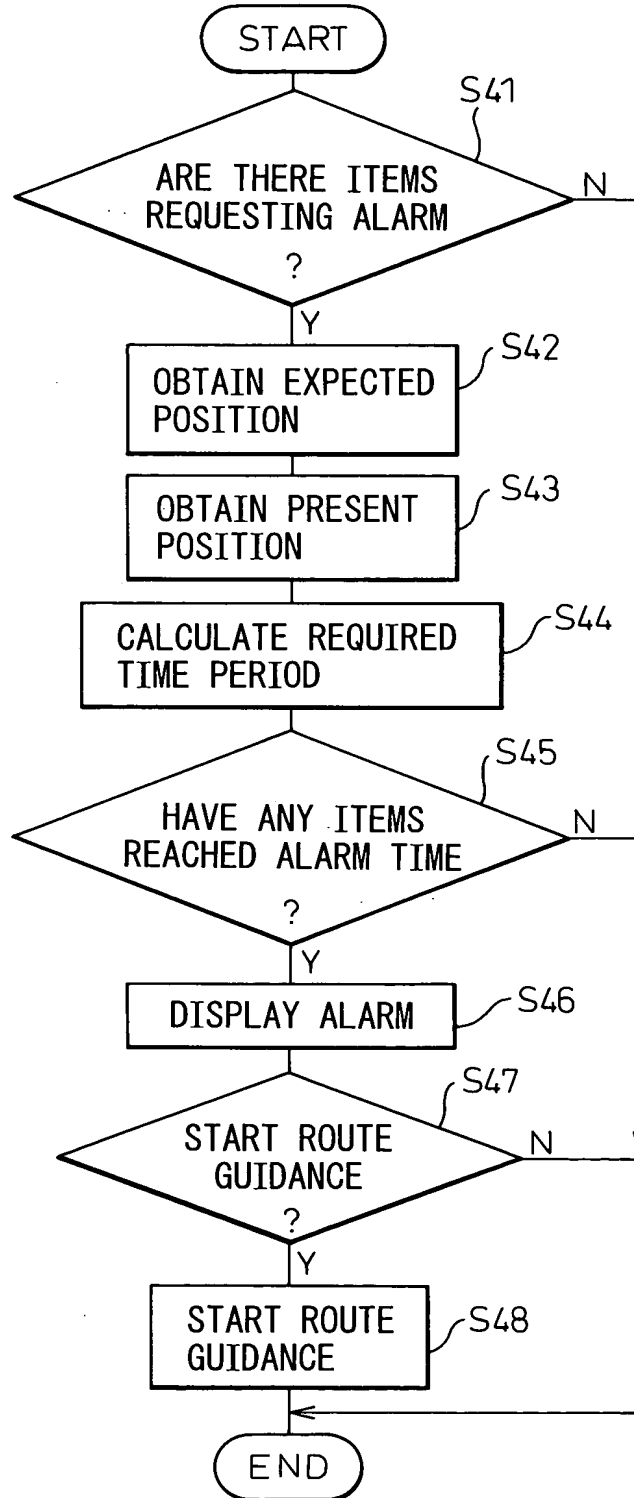 START
S41
ARE THERE ITEMS
REQUESTING ALARM
?
N
Y
S42
OBTAIN EXPECTED
POSITION
S43
OBTAIN PRESENT
POSITION
S44
CALCULATE REQUIRED
TIME PERIOD
S45
HAVE ANY ITEMS
REACHED ALARM TIME
?
N
Y
DISPLAY ALARM
S46
S47
START ROUTE
GUIDANCE
?
N
Y
START ROUTE
GUIDANCE
S48
END